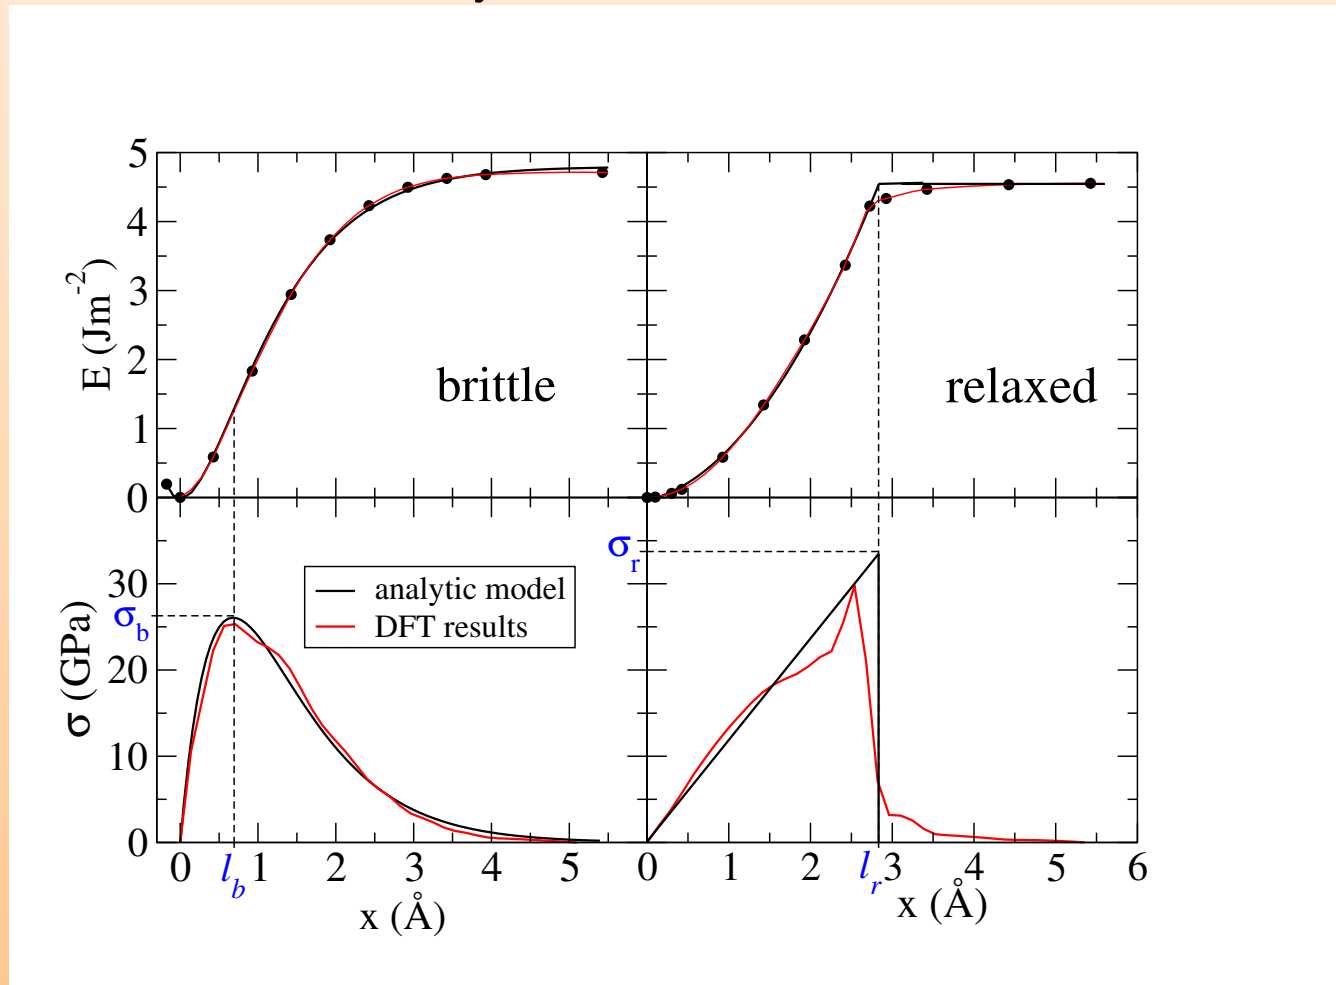 5
4
3
2
1
0
E (Jm-2)
brittle
relaxed
σr
30
20
10
0
σb
σ (GPa)
analytic model
DFT results
0 1 2 3 4 5
lb
x (Å)
0 1 2 3 4 5 6
lr
x (Å)